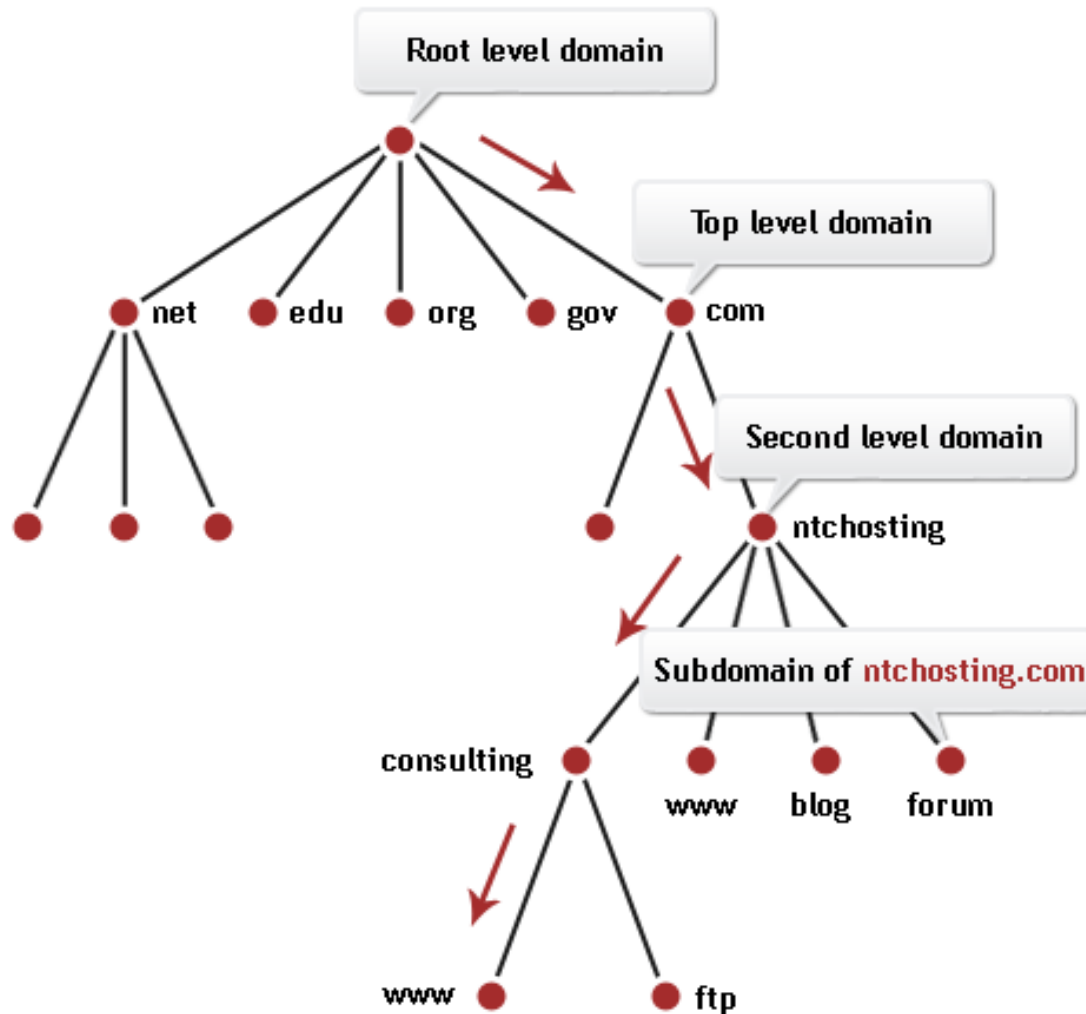 Root level domain
Top level domain
net
edu
org
gov
com
Second level domain
ntchosting
Subdomain of ntchosting.com
consulting
www
blog
forum
www
ftp